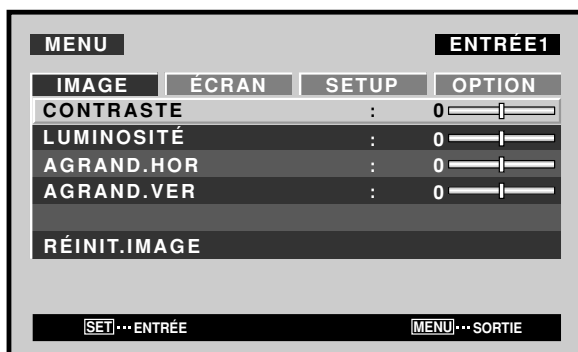 MENU ENTRÉE1
IMAGE ÉCRAN SETUP OPTION
CONTRASTE : 0
LUMINOSITÉ : 0
AGRAND.HOR : 0
AGRAND.VER : 0
RÉINIT.IMAGE
SET ··· ENTRÉE MENU ··· SORTIE